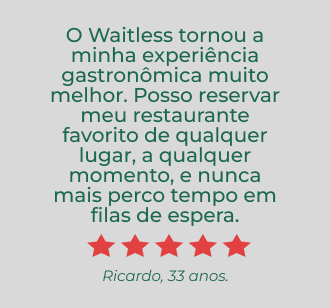 O Waitless tornou a
minha experiência
gastronômica muito
melhor. Posso reservar
meu restaurante
favorito de qualquer
lugar, a qualquer
momento, e nunca
mais perco tempo em
filas de espera.
Ricardo, 33 anos.